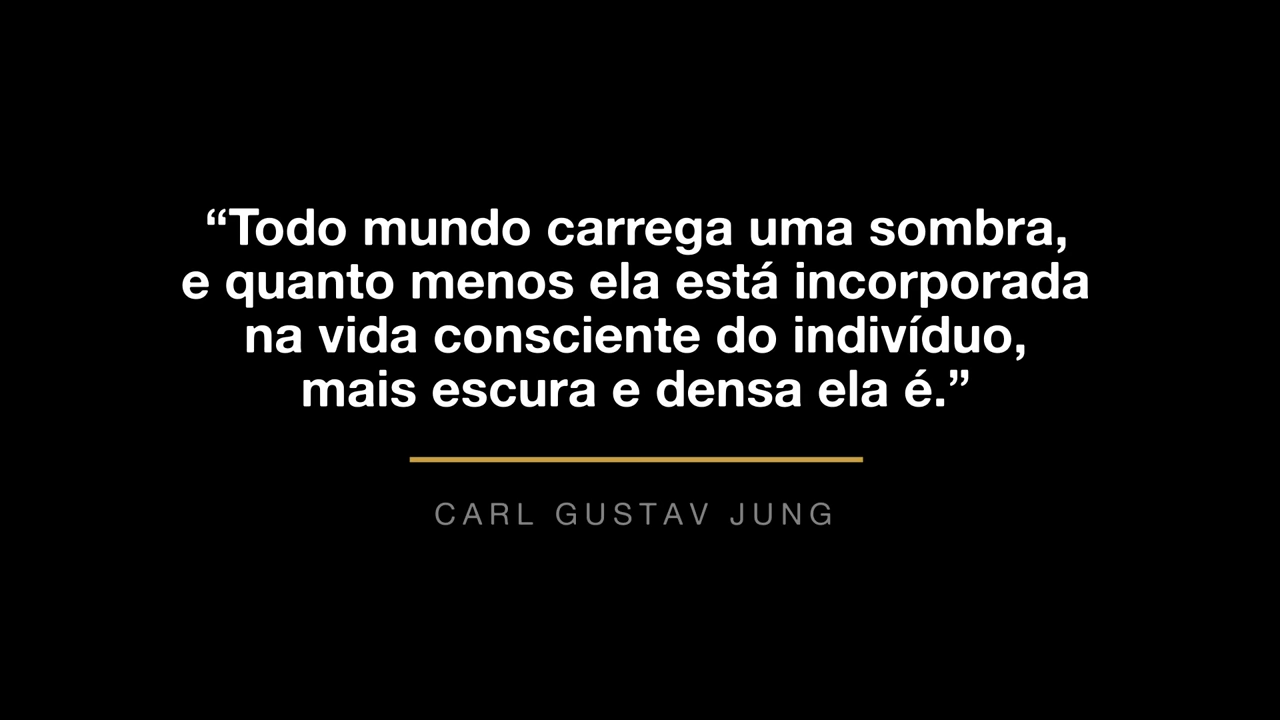 “Todo mundo carrega uma sombra,
e quanto menos ela está incorporada
na vida consciente do indivíduo,
mais escura e densa ela é.”
CARL GUSTAV JUNG